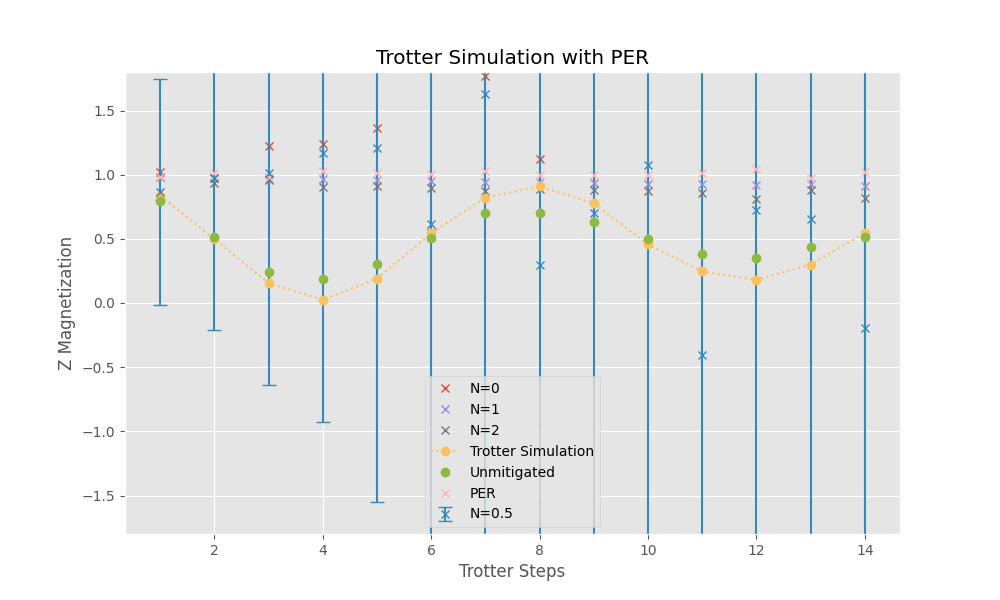 Trotter Simulation with PER
Z Magnetization
1.5
1.0
0.5
0.0
−0.5
−1.0
−1.5
N=0
N=1
N=2
Trotter Simulation
Unmitigated
PER
N=0.5
2 4 6 8 10 12 14
Trotter Steps